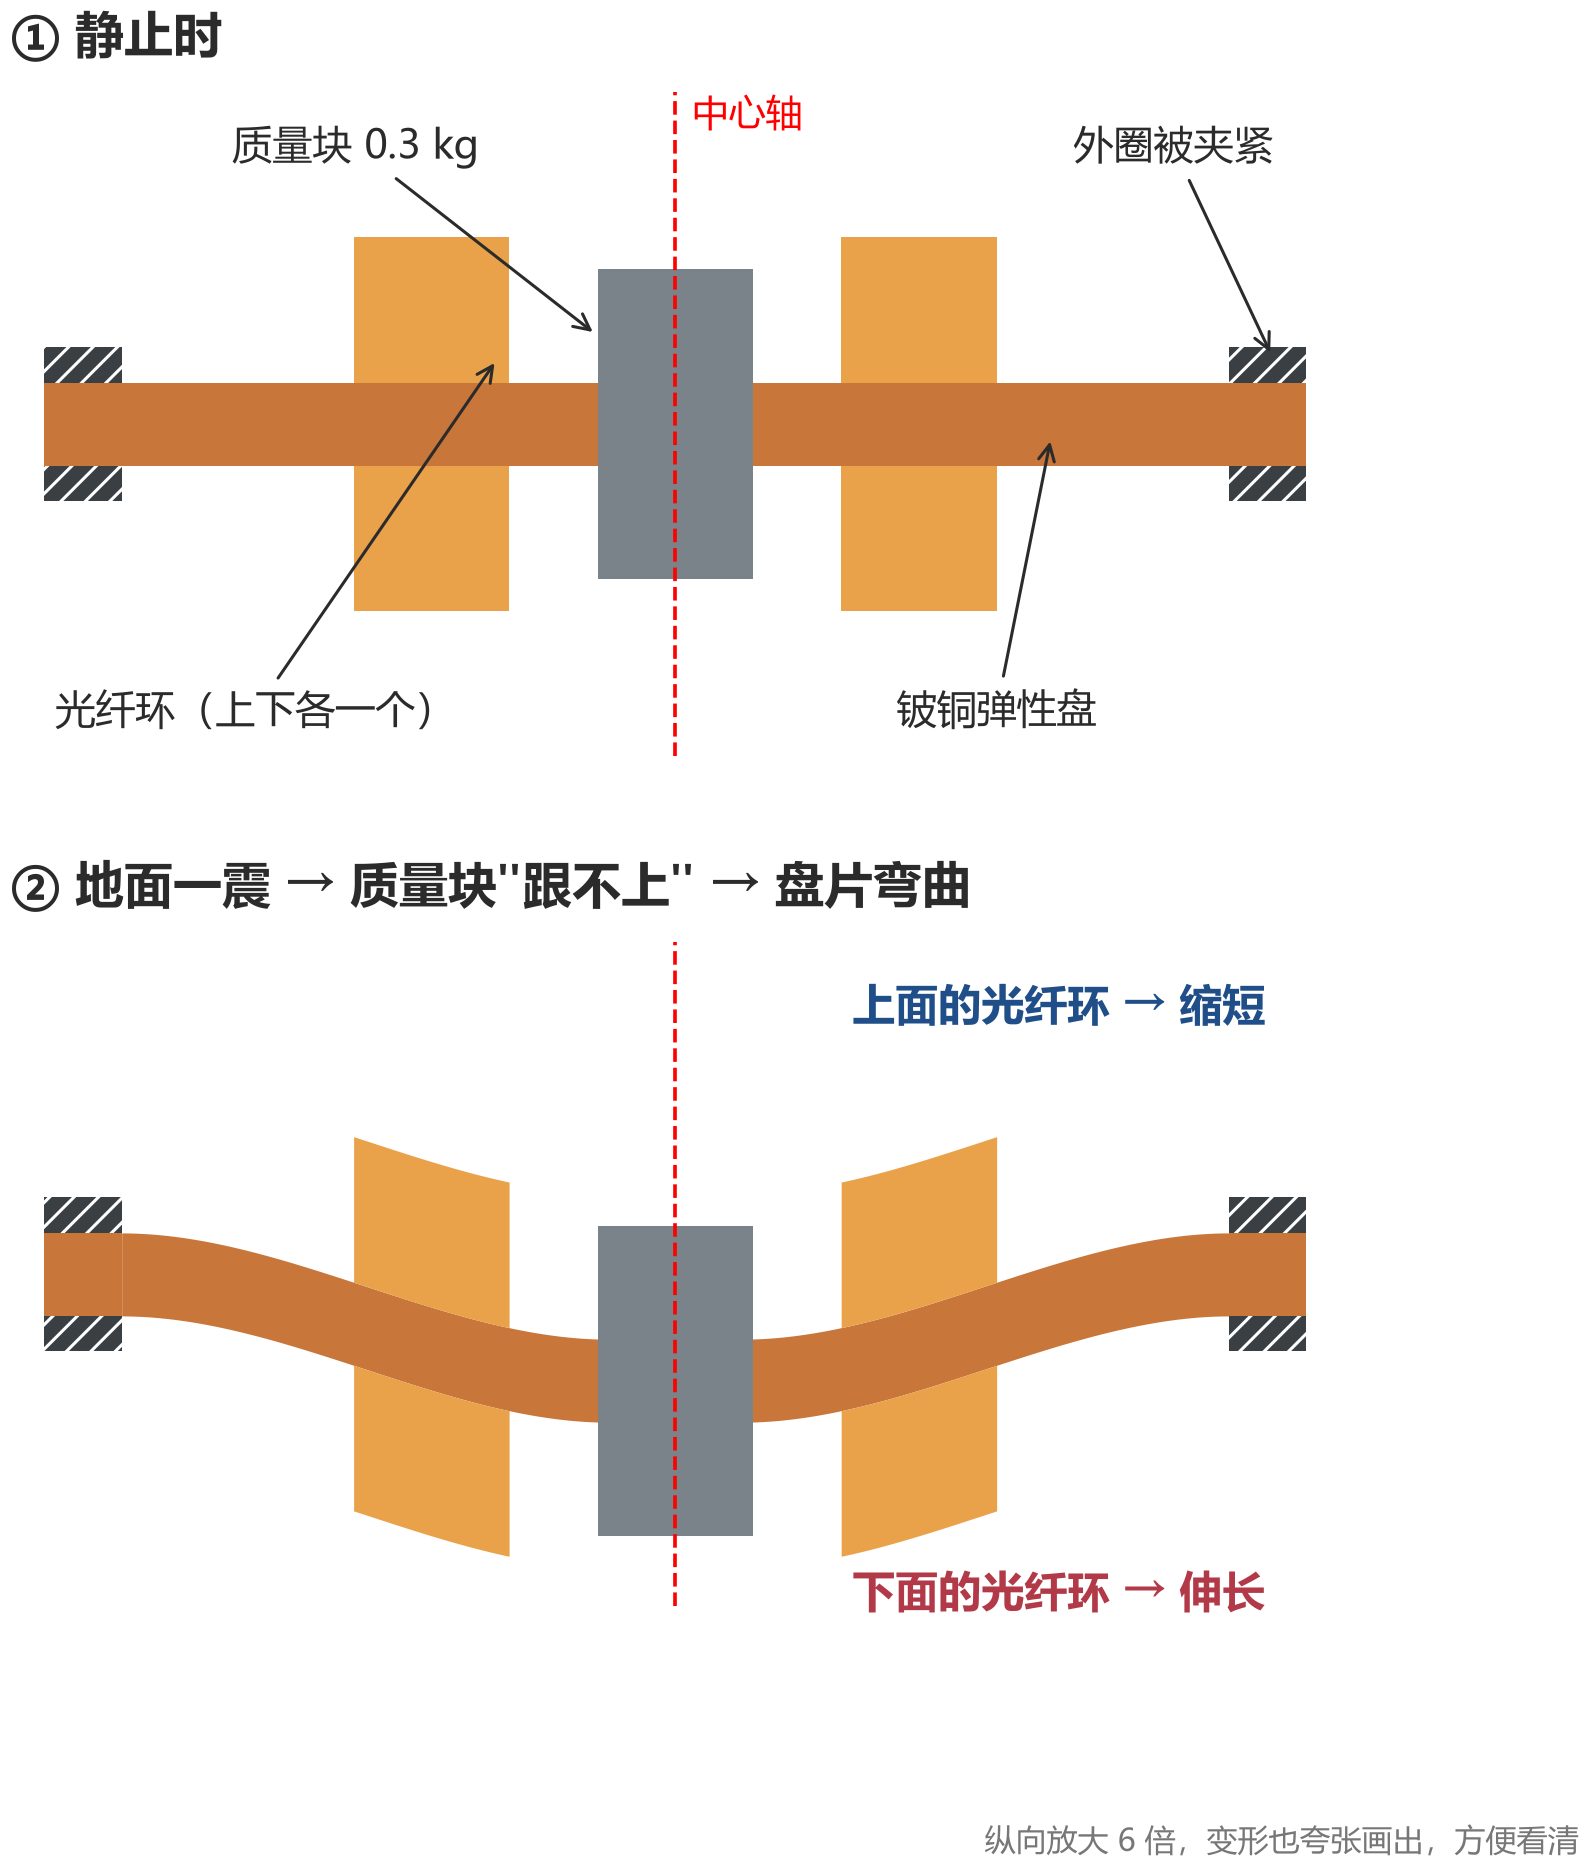 ① 静止时
中心轴
质量块 0.3 kg
外圈被夹紧
光纤环（上下各一个）
铍铜弹性盘
② 地面一震 → 质量块"跟不上" → 盘片弯曲
上面的光纤环 → 缩短
下面的光纤环 → 伸长
纵向放大 6 倍，变形也夸张画出，方便看清